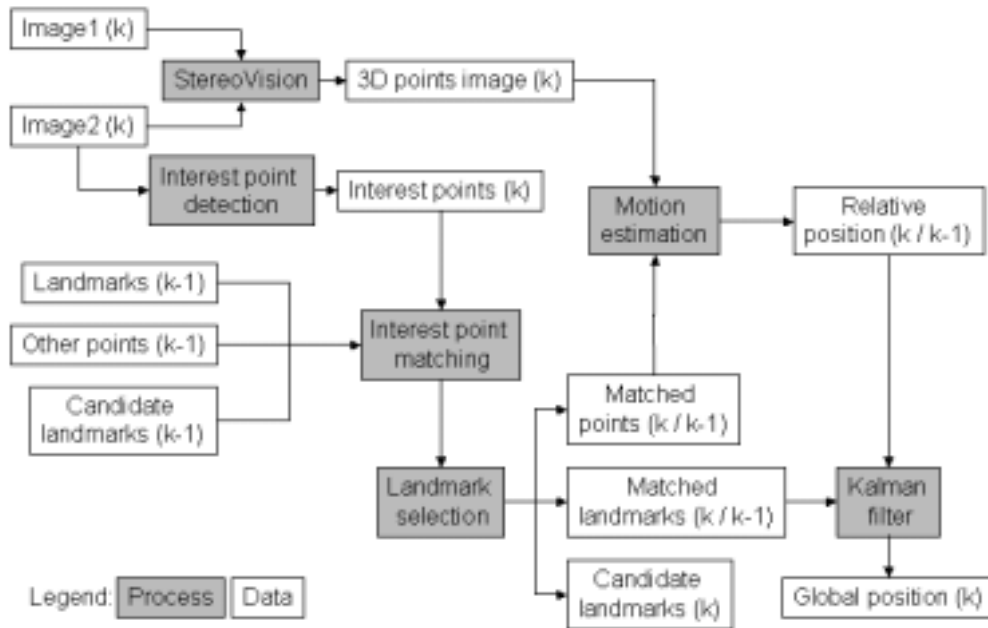 Image1 (k)
StereoVision
3D points image (k)
Image2 (k)
Interest point
detection
Interest points (k)
Motion
estimation
Relative
position (k / k-1)
Landmarks (k-1)
Other points (k-1)
Candidate
landmarks (k-1)
Interest point
matching
Matched
points (k / k-1)
Landmark
selection
Matched
landmarks (k / k-1)
Kalman
filter
Candidate
landmarks (k)
Global position (k)
Legend: Process Data